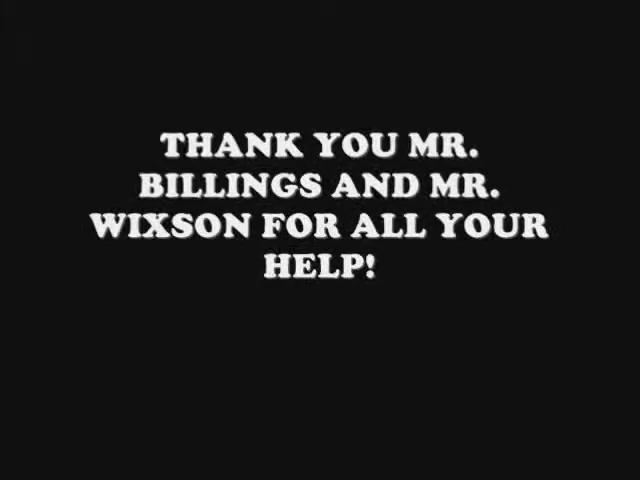 THANK YOU MR.
BILLINGS AND MR.
WIXSON FOR ALL YOUR
HELP!